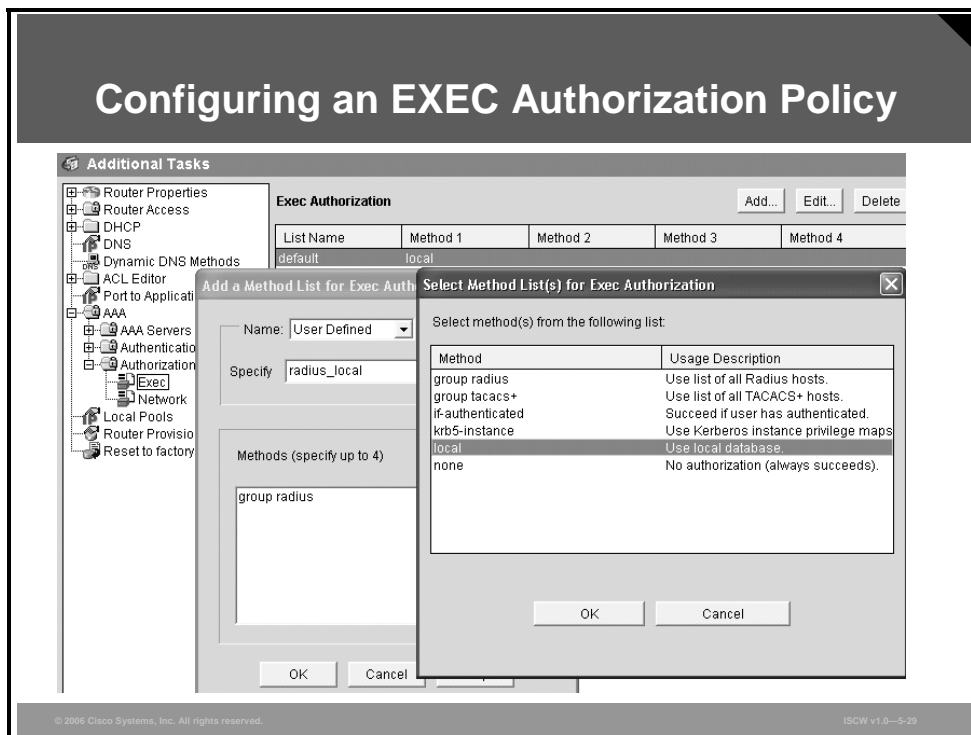 Configuring an EXEC Authorization Policy
Additional Tasks
Router Properties
Router Access
DHCP
DNS
Dynamic DNS Methods
ACL Editor
Port to Applicati
AAA
AAA Servers
Authenticatio
Authorization
Exec
Network
Local Pools
Router Provisio
Reset to factory
Exec Authorization
Add...
Edit...
Delete
List Name Method 1 Method 2 Method 3 Method 4
default local
Add a Method List for Exec Auth
Name: User Defined
Specify radius_local
Methods (specify up to 4)
group radius
OK Cancel
Select Method List(s) for Exec Authorization
Select method(s) from the following list:
Method Usage Description
group radius Use list of all Radius hosts.
group tacacs+ Use list of all TACACS+ hosts.
if-authenticated Succeed if user has authenticated.
krb5-instance Use Kerberos instance privilege maps
local Use local database.
none No authorization (always succeeds).
OK Cancel
© 2006 Cisco Systems, Inc. All rights reserved.
ISCW v1.0—5-29